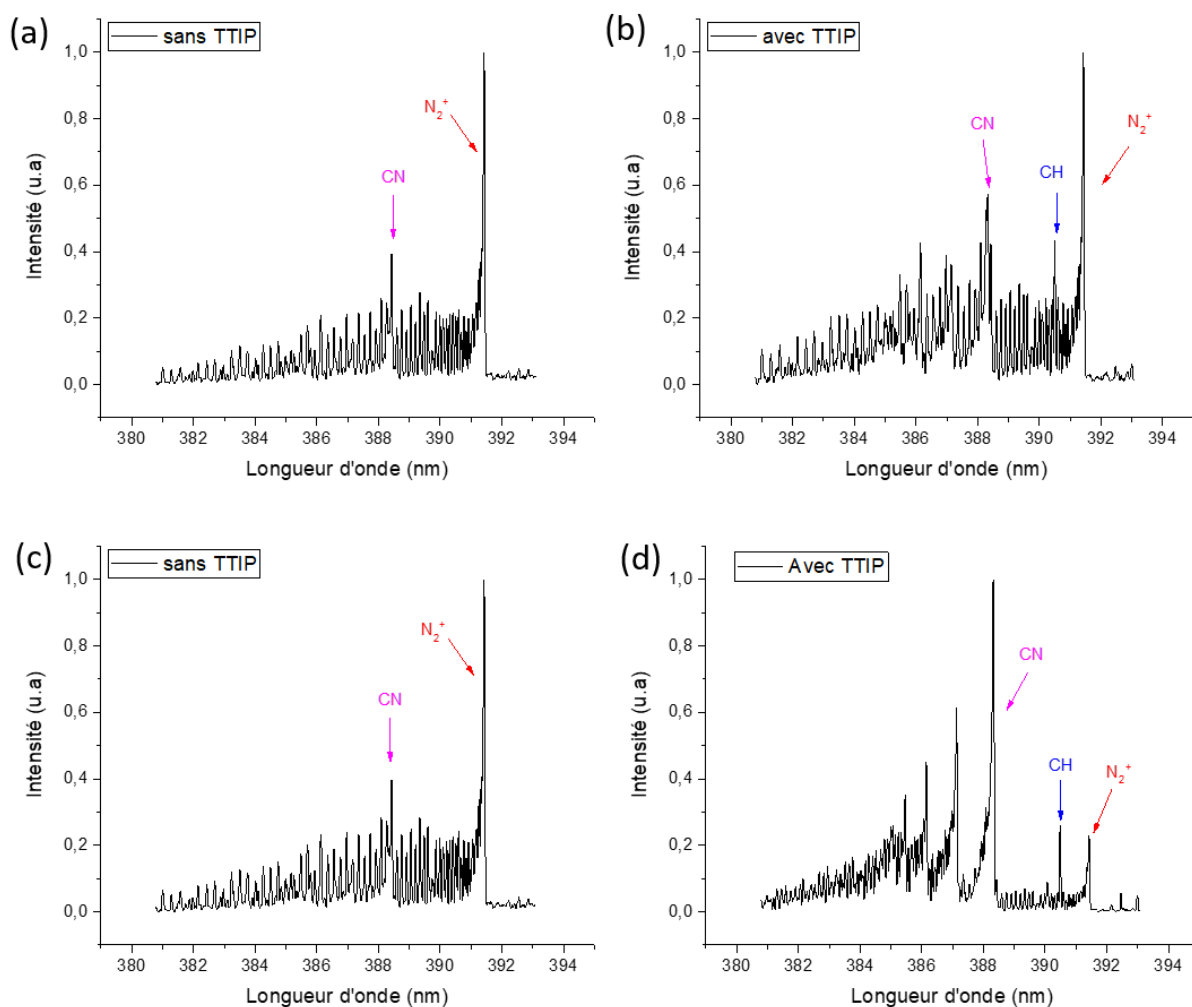 (a)
sans TTIP
1,0
0,8
0,6
0,4
0,2
0,0
Intensité (u.a)
CN
N₂⁺
380 382 384 386 388 390 392 394
Longueur d'onde (nm)
(b)
avec TTIP
1,0
0,8
0,6
0,4
0,2
0,0
Intensité (u.a)
CN
CH
N₂⁺
380 382 384 386 388 390 392 394
Longueur d'onde (nm)
(c)
sans TTIP
1,0
0,8
0,6
0,4
0,2
0,0
Intensité (u.a)
N₂⁺
CN
380 382 384 386 388 390 392 394
Longueur d'onde (nm)
(d)
Avec TTIP
1,0
0,8
0,6
0,4
0,2
0,0
Intensité (u.a)
CN
CH
N₂⁺
380 382 384 386 388 390 392 394
Longueur d'onde (nm)